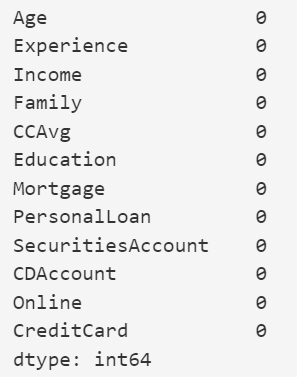 Age 0
Experience 0
Income 0
Family 0
CCAvg 0
Education 0
Mortgage 0
PersonalLoan 0
SecuritiesAccount 0
CDAccount 0
Online 0
CreditCard 0
dtype: int64